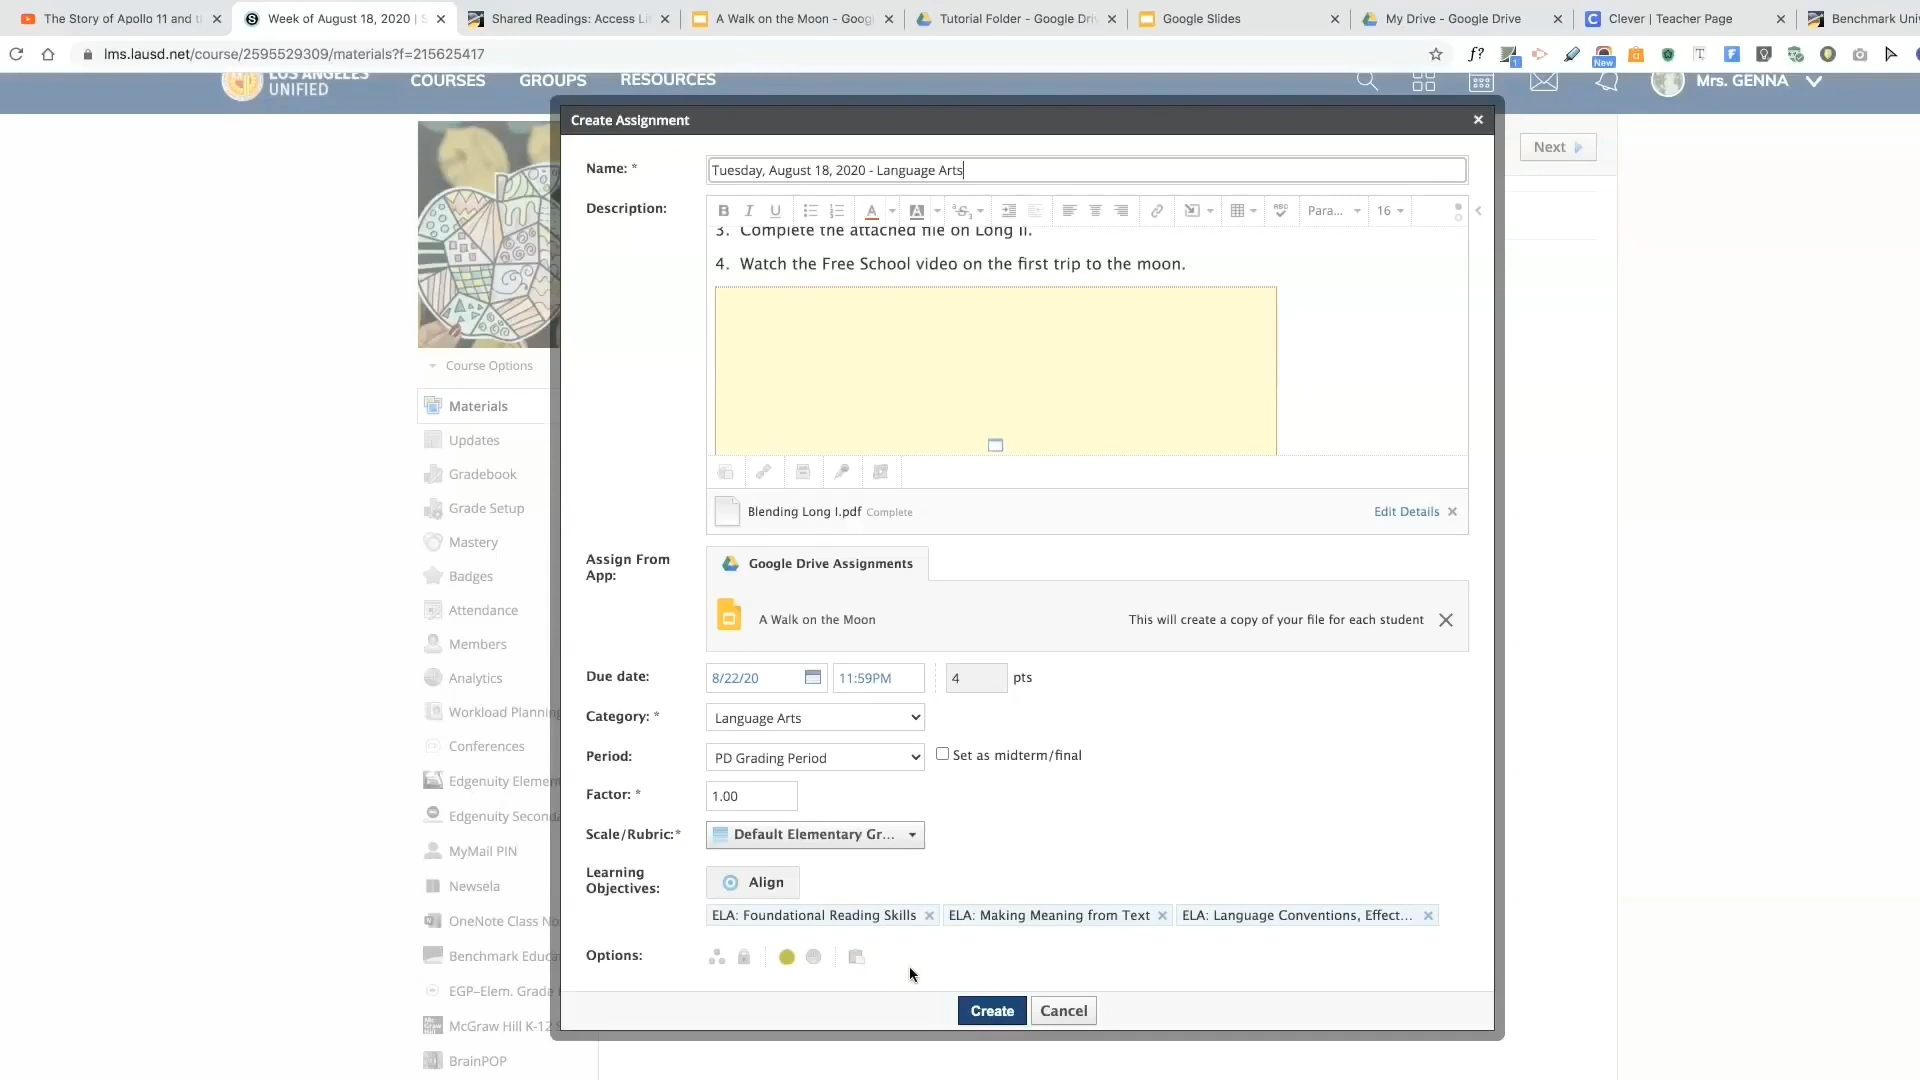 The Story of Apollo 11 and t
Week of August 18, 2020 | S
Shared Readings: Access Li
A Walk on the Moon - Goog
Tutorial Folder - Google Dri
Google Slides
My Drive - Google Drive
Clever | Teacher Page
Benchmark Univ
lms.lausd.net/course/2595529309/materials?f=215625417
LOS ANGELES
UNIFIED
COURSES
GROUPS
RESOURCES
Mrs. GENNA
Create Assignment
Next
Name: *
Tuesday, August 18, 2020 - Language Arts
Description:
B I U
Para...
16
3. Complete the attached file on Long Ii.
4. Watch the Free School video on the first trip to the moon.
Blending Long I.pdf Complete
Edit Details
Assign From
App:
Google Drive Assignments
A Walk on the Moon
This will create a copy of your file for each student
Due date:
8/22/20
11:59PM
4
pts
Category: *
Language Arts
Period:
PD Grading Period
Set as midterm/final
Factor: *
1.00
Scale/Rubric:*
Default Elementary Gr...
Learning
Objectives:
Align
ELA: Foundational Reading Skills
ELA: Making Meaning from Text
ELA: Language Conventions, Effect...
Options:
Create
Cancel
Course Options
Materials
Updates
Gradebook
Grade Setup
Mastery
Badges
Attendance
Members
Analytics
Workload Planning
Conferences
Edgenuity Elemen
Edgenuity Seconda
MyMail PIN
Newsela
OneNote Class No
Benchmark Educa
EGP–Elem. Grade
McGraw Hill K-12 S
BrainPOP